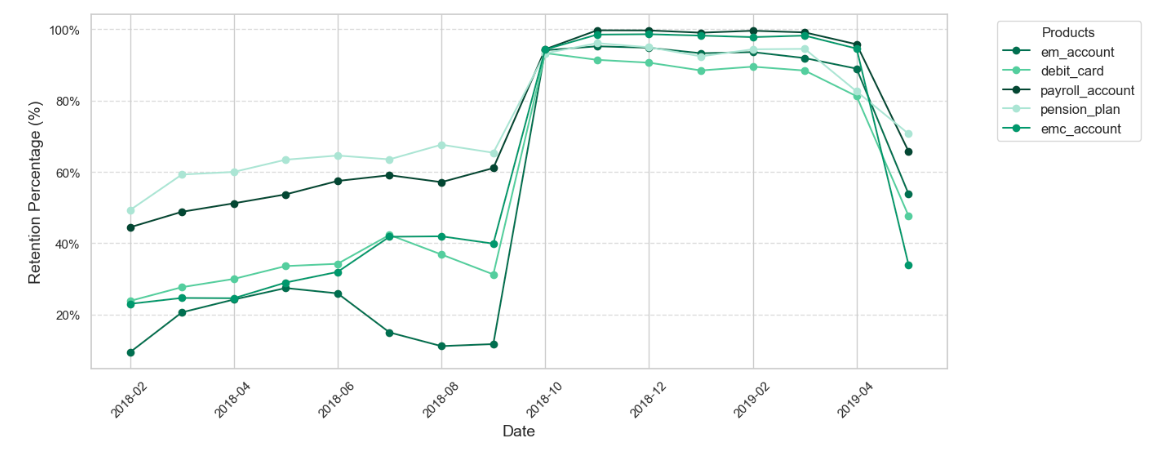 Products
em_account
debit_card
payroll_account
pension_plan
emc_account
Retention Percentage (%)
100%
80%
60%
40%
20%
2018-02
2018-04
2018-06
2018-08
2018-10
2018-12
2019-02
2019-04
Date